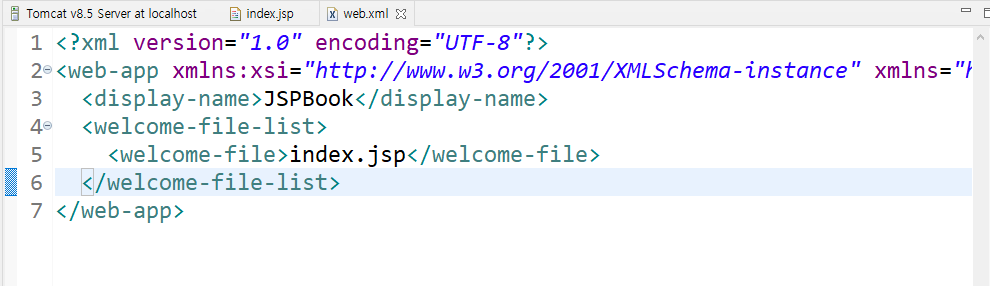 Tomcat v8.5 Server at localhost index.jsp web.xml
1 <?xml version="1.0" encoding="UTF-8"?>
2 <web-app xmlns:xsi="http://www.w3.org/2001/XMLSchema-instance" xmlns="h
3 <display-name>JSPBook</display-name>
4 <welcome-file-list>
5 <welcome-file>index.jsp</welcome-file>
6 </welcome-file-list>
7 </web-app>